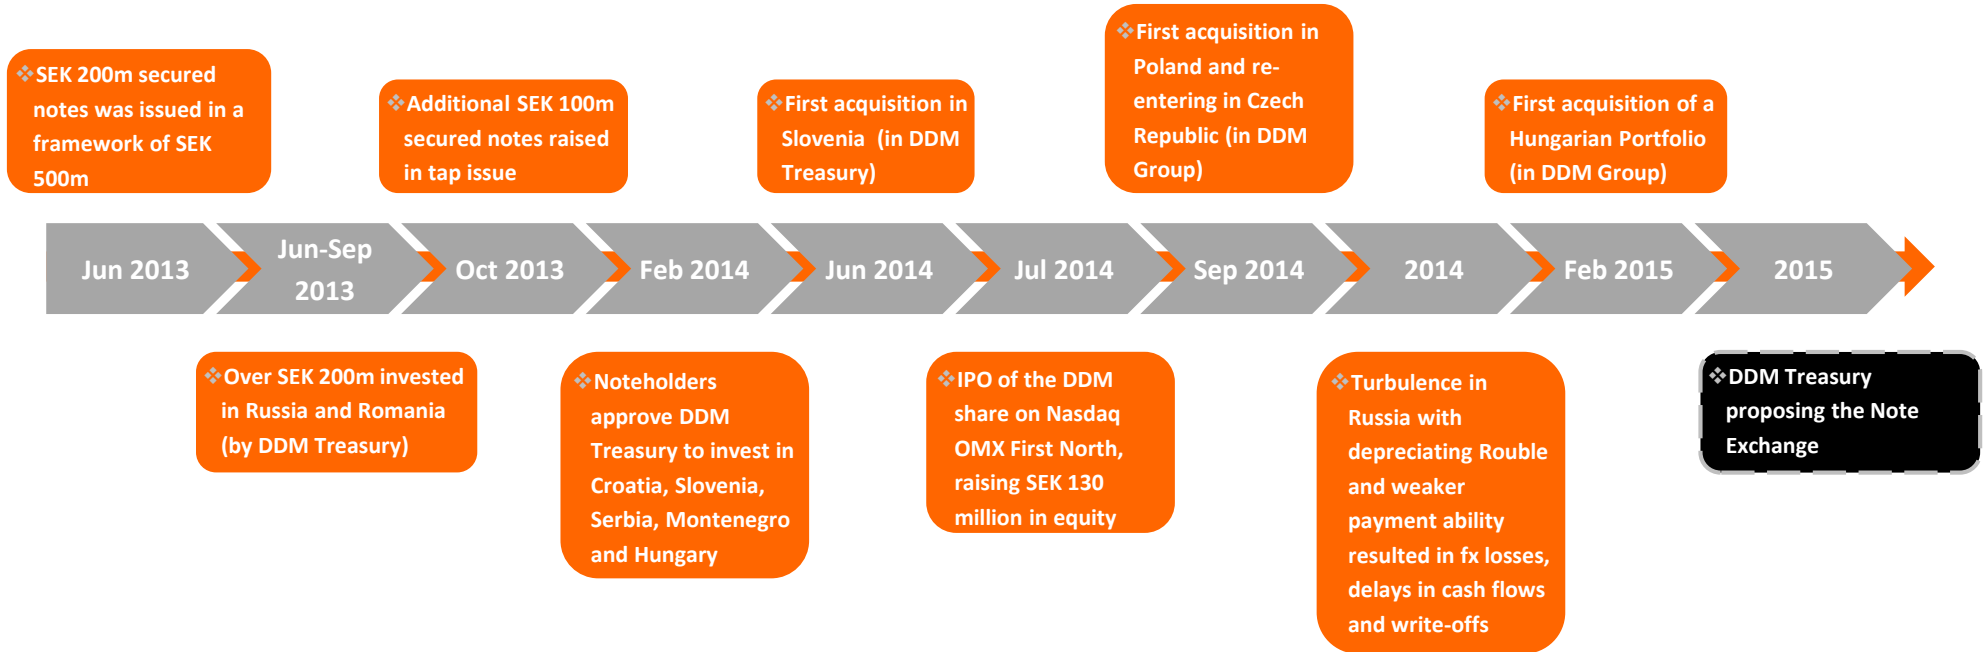 ❖SEK 200m secured
notes was issued in a
framework of SEK
500m
❖Additional SEK 100m
secured notes raised
in tap issue
❖First acquisition in
Slovenia (in DDM
Treasury)
❖First acquisition in
Poland and re-
entering in Czech
Republic (in DDM
Group)
❖First acquisition of a
Hungarian Portfolio
(in DDM Group)
Jun 2013
Jun-Sep
2013
Oct 2013
Feb 2014
Jun 2014
Jul 2014
Sep 2014
2014
Feb 2015
2015
❖Over SEK 200m invested
in Russia and Romania
(by DDM Treasury)
❖Noteholders
approve DDM
Treasury to invest in
Croatia, Slovenia,
Serbia, Montenegro
and Hungary
❖IPO of the DDM
share on Nasdaq
OMX First North,
raising SEK 130
million in equity
❖Turbulence in
Russia with
depreciating Rouble
and weaker
payment ability
resulted in fx losses,
delays in cash flows
and write-offs
❖DDM Treasury
proposing the Note
Exchange